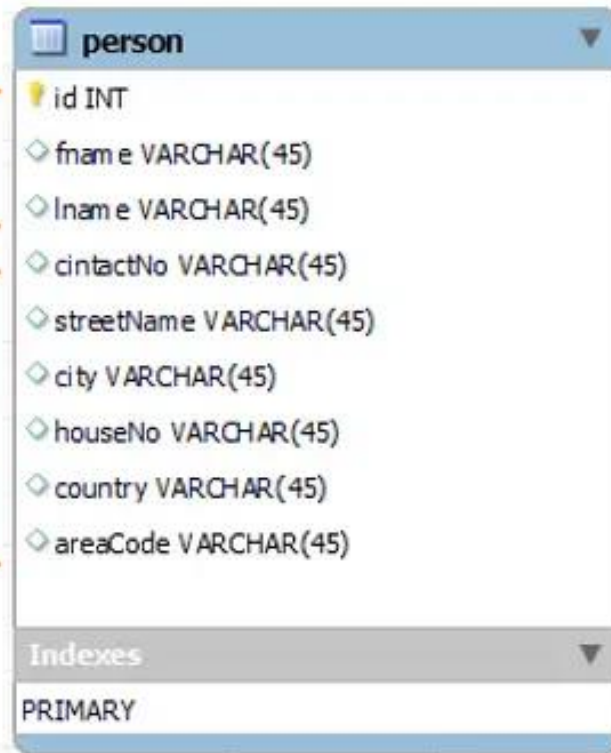 person
id INT
fname VARCHAR(45)
lname VARCHAR(45)
cintactNo VARCHAR(45)
streetName VARCHAR(45)
city VARCHAR(45)
houseNo VARCHAR(45)
country VARCHAR(45)
areaCode VARCHAR(45)
Indexes
PRIMARY